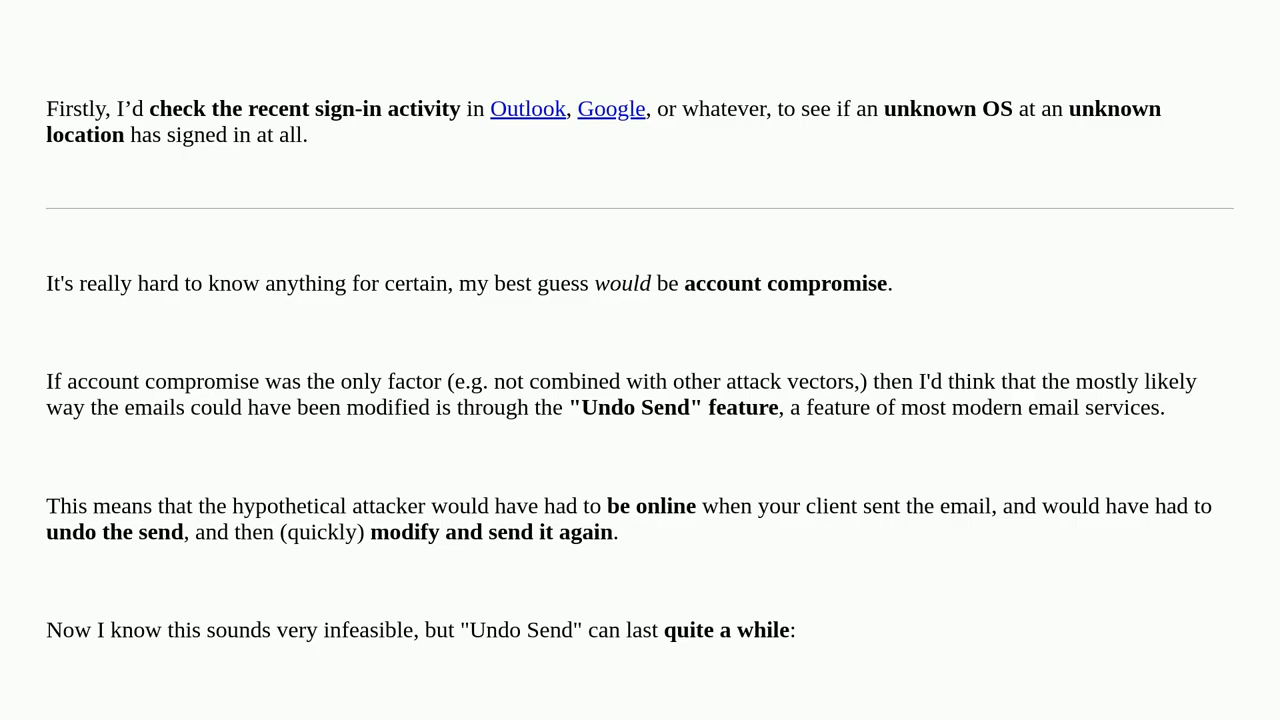 Firstly, I’d check the recent sign-in activity in Outlook, Google, or whatever, to see if an unknown OS at an unknown
location has signed in at all.
It's really hard to know anything for certain, my best guess would be account compromise.
If account compromise was the only factor (e.g. not combined with other attack vectors,) then I'd think that the mostly likely
way the emails could have been modified is through the "Undo Send" feature, a feature of most modern email services.
This means that the hypothetical attacker would have had to be online when your client sent the email, and would have had to
undo the send, and then (quickly) modify and send it again.
Now I know this sounds very infeasible, but "Undo Send" can last quite a while: